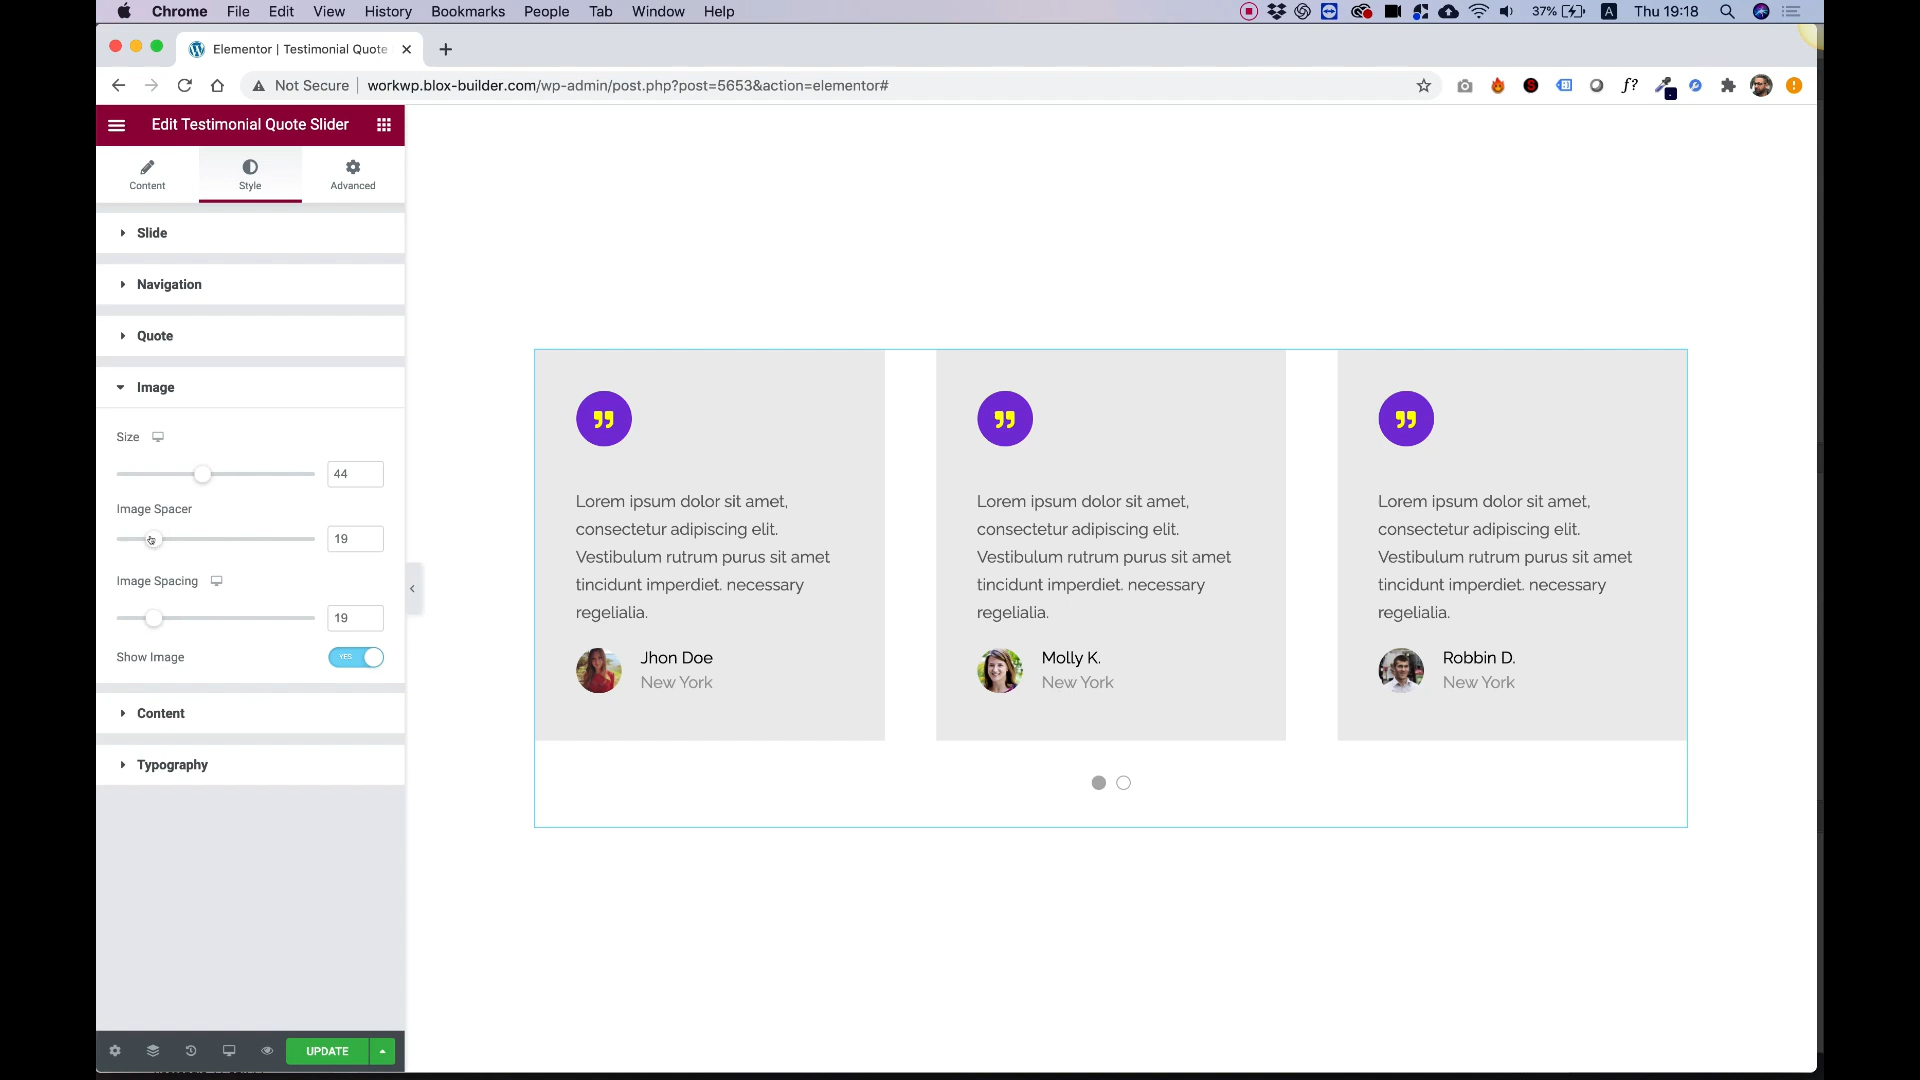 Chrome File Edit View History Bookmarks People Tab Window Help
37% A Thu 19:18
Elementor | Testimonial Quote
Not Secure workwp.blox-builder.com/wp-admin/post.php?post=5653&action=elementor#
f?
Edit Testimonial Quote Slider
Content Style Advanced
Slide
Navigation
Quote
Image
Size
44
Image Spacer
19
Image Spacing
19
Show Image YES
Content
Typography
UPDATE
Lorem ipsum dolor sit amet,
consectetur adipiscing elit.
Vestibulum rutrum purus sit amet
tincidunt imperdiet. necessary
regelialia.
Jhon Doe
New York
Lorem ipsum dolor sit amet,
consectetur adipiscing elit.
Vestibulum rutrum purus sit amet
tincidunt imperdiet. necessary
regelialia.
Molly K.
New York
Lorem ipsum dolor sit amet,
consectetur adipiscing elit.
Vestibulum rutrum purus sit amet
tincidunt imperdiet. necessary
regelialia.
Robbin D.
New York